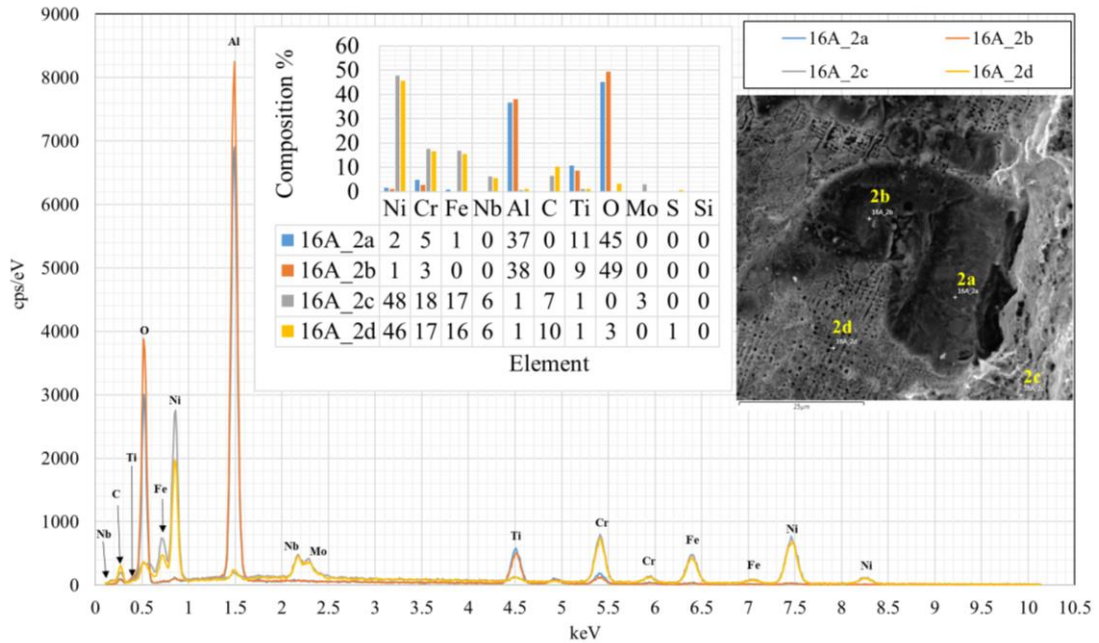 9000
8000
7000
6000
5000
4000
3000
2000
1000
0
cps/eV
0 0.5 1 1.5 2 2.5 3 3.5 4 4.5 5 5.5 6 6.5 7 7.5 8 8.5 9 9.5 10 10.5
keV
Nb
C
Ti
O
Fe
Ni
Al
Nb
Mo
Ti
Cr
Cr
Fe
Fe
Ni
Ni
Composition %
60
50
40
30
20
10
0
Ni Cr Fe Nb Al C Ti O Mo S Si
16A_2a 2 5 1 0 37 0 11 45 0 0 0
16A_2b 1 3 0 0 38 0 9 49 0 0 0
16A_2c 48 18 17 6 1 7 1 0 3 0 0
16A_2d 46 17 16 6 1 10 1 3 0 1 0
Element
16A_2a 16A_2b
16A_2c 16A_2d
2b
16A_2b
2a
16A_2a
2d
16A_2d
2c
25μm